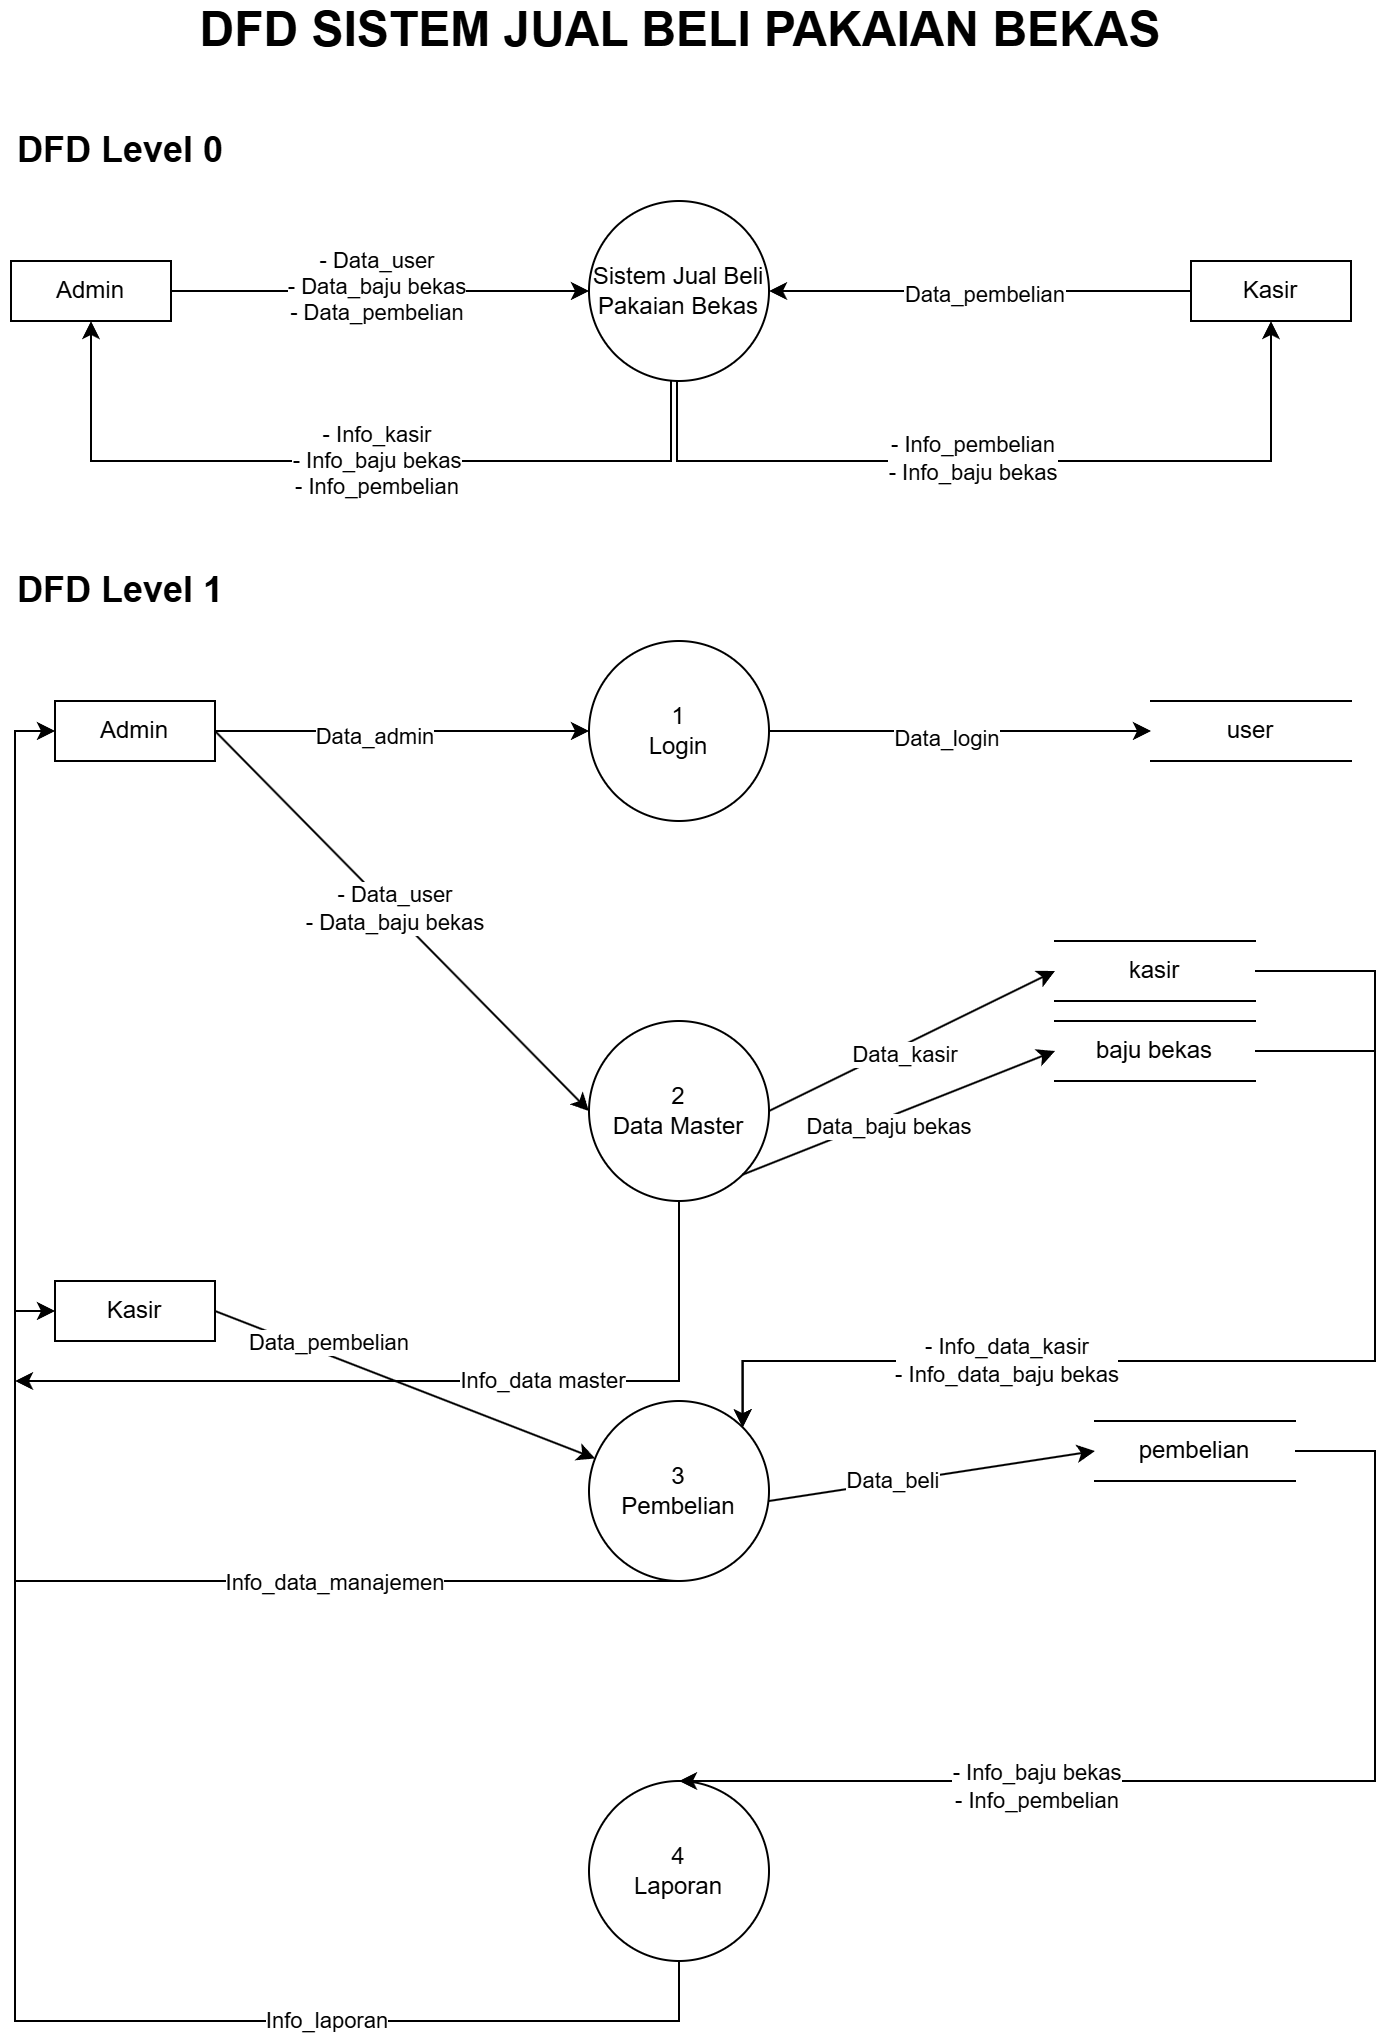 DFD SISTEM JUAL BELI PAKAIAN BEKAS
DFD Level 0
Admin
- Data_user
- Data_baju bekas
- Data_pembelian
Sistem Jual Beli
Pakaian Bekas
Data_pembelian
Kasir
- Info_kasir
- Info_baju bekas
- Info_pembelian
- Info_pembelian
- Info_baju bekas
DFD Level 1
Admin
Data_admin
1
Login
Data_login
user
- Data_user
- Data_baju bekas
kasir
Data_kasir
baju bekas
2
Data Master
Data_baju bekas
Kasir
Data_pembelian
Info_data master
- Info_data_kasir
- Info_data_baju bekas
3
Pembelian
Data_beli
pembelian
Info_data_manajemen
- Info_baju bekas
- Info_pembelian
4
Laporan
Info_laporan